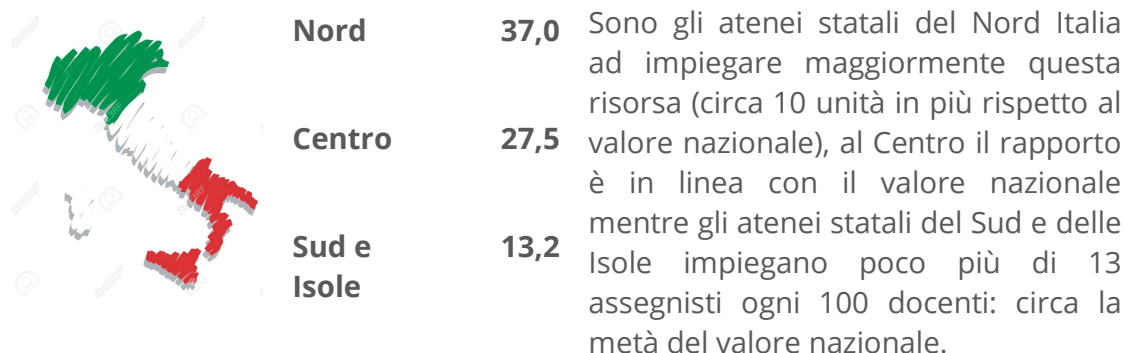 Nord 37,0
Centro 27,5
Sud e 13,2
Isole
Sono gli atenei statali del Nord Italia
ad impiegare maggiormente questa
risorsa (circa 10 unità in più rispetto al
valore nazionale), al Centro il rapporto
è in linea con il valore nazionale
mentre gli atenei statali del Sud e delle
Isole impiegano poco più di 13
assegnisti ogni 100 docenti: circa la
metà del valore nazionale.